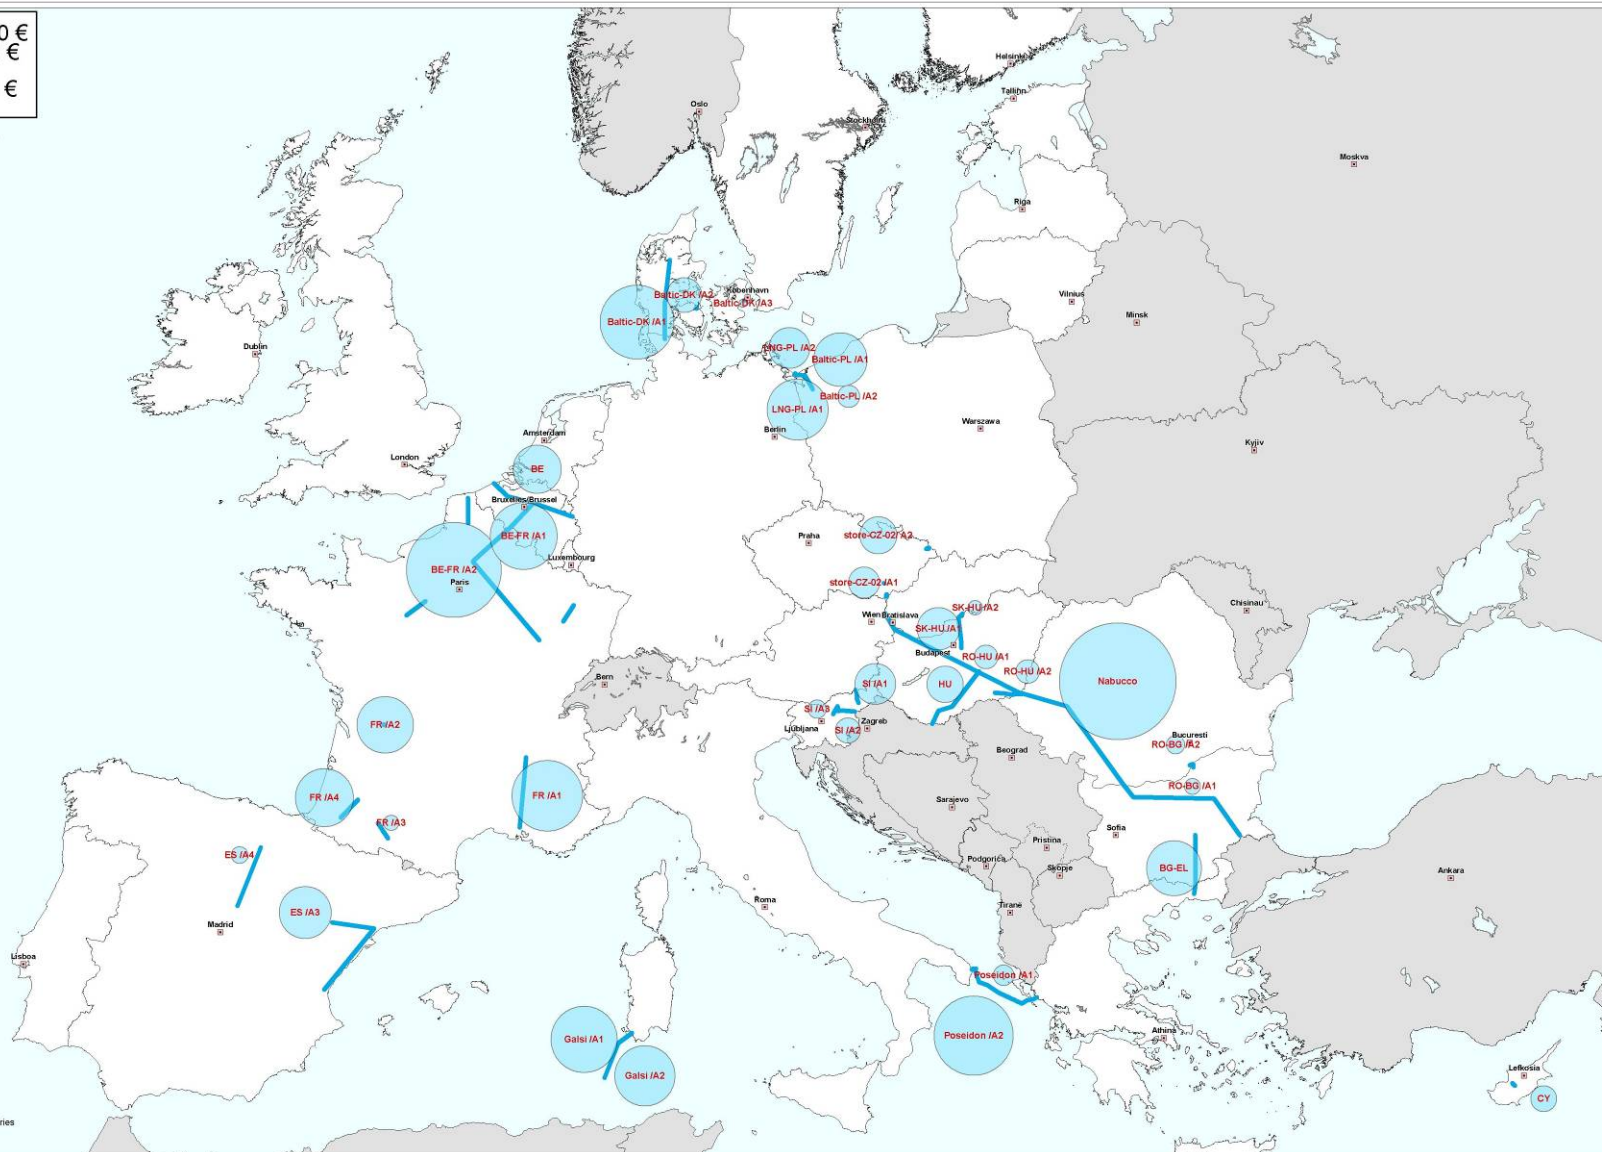 0 €
€
€
Helsinki
Tallinn
Oslo
Stockholm
Moskva
Riga
København
Baltic-DK /A2
Baltic-DK /A3
Vilnius
Baltic-DK /A1
Minsk
Dublin
LNG-PL /A2
Baltic-PL /A1
Baltic-PL /A2
LNG-PL /A1
Warszawa
Berlin
Amsterdam
Kyjiv
London
BE
Bruxelles/Brussel
BE-FR /A1
Praha
store-CZ-02/ A2
Luxembourg
BE-FR /A2
Paris
store-CZ-02 /A1
Chisinau
SK-HU /A2
Wien
Bratislava
SK-HU /A1
Budapest
RO-HU /A1
RO-HU /A2
Bern
SI /A1
HU
Nabucco
SI /A3
FR /A2
Ljubljana
SI /A2
Zagreb
Bucuresti
RO-BG /A2
Beograd
RO-BG /A1
FR /A4
FR /A1
Sarajevo
FR /A3
Sofia
Pristina
ES /A4
Podgorica
Skopje
BG-EL
Ankara
Roma
Tiranë
ES /A3
Madrid
Lisboa
Poseidon /A1
Athina
Poseidon /A2
Galsi /A1
Galsi /A2
Lefkosia
CY
ries